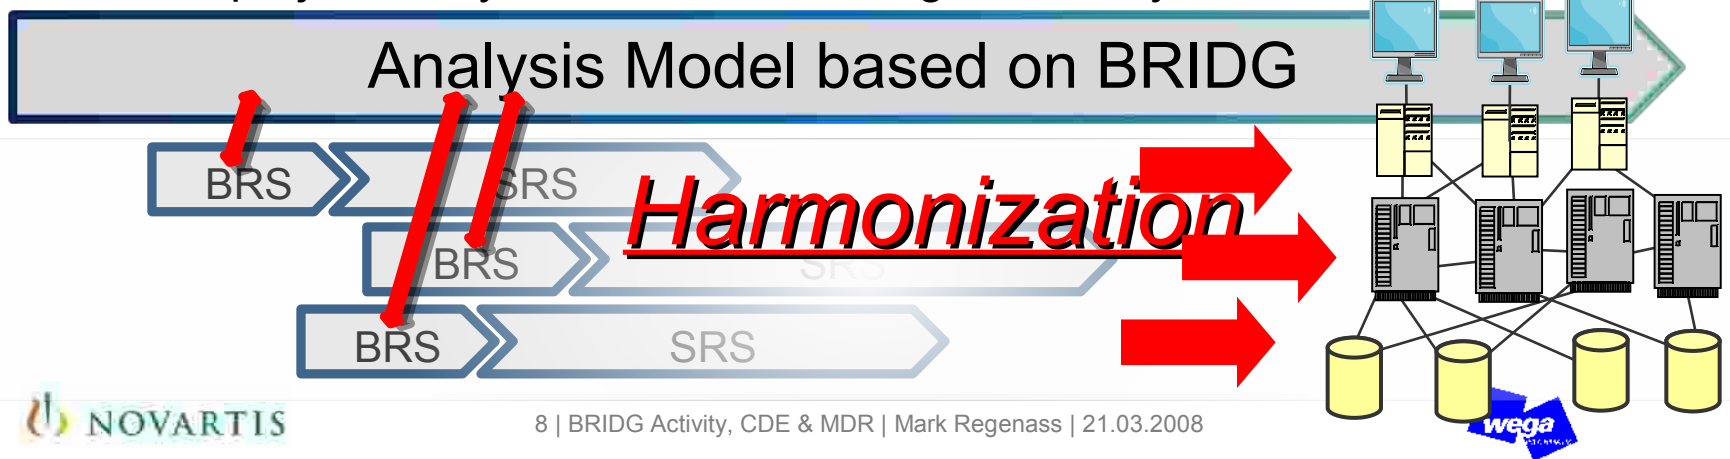 Analysis Model based on BRIDG
BRS SRS
Harmonization
BRS SRS
BRS SRS
NOVARTIS
8 | BRIDG Activity, CDE & MDR | Mark Regenass | 21.03.2008
wega